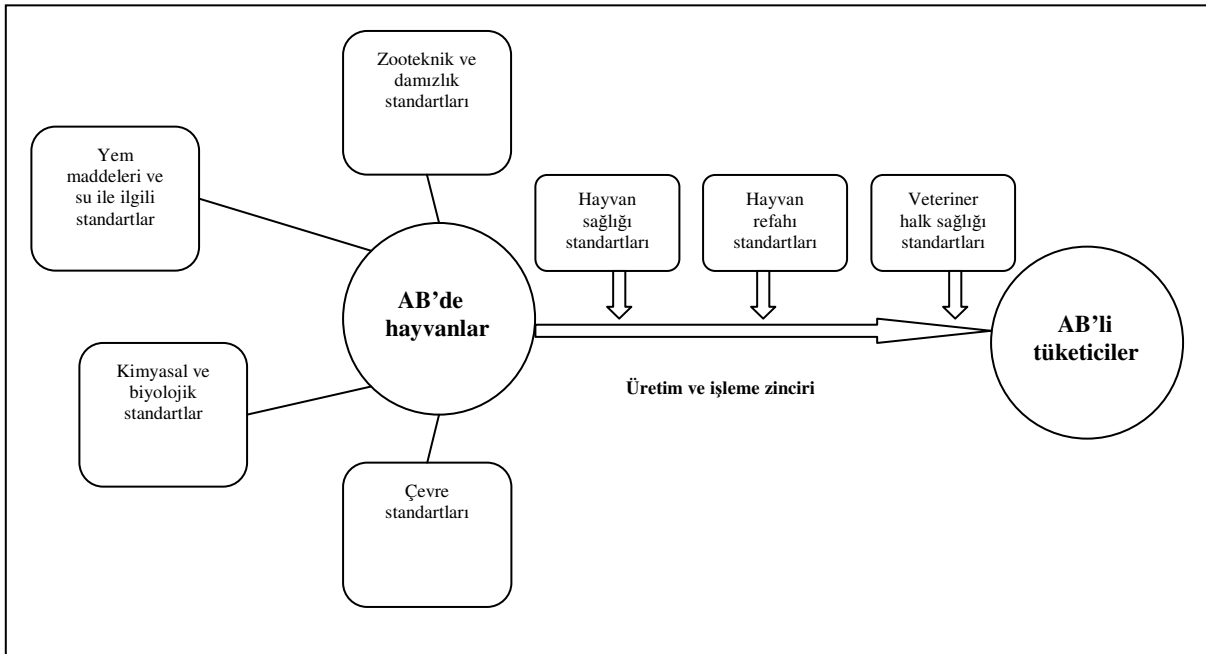 Zooteknik ve
damızlık
standartları
Yem
maddeleri ve
su ile ilgili
standartlar
Hayvan
sağlığı
standartları
Hayvan
refahı
standartları
Veteriner
halk sağlığı
standartları
AB’de
hayvanlar
AB’li
tüketiciler
Kimyasal ve
biyolojik
standartlar
Üretim ve işleme zinciri
Çevre
standartları